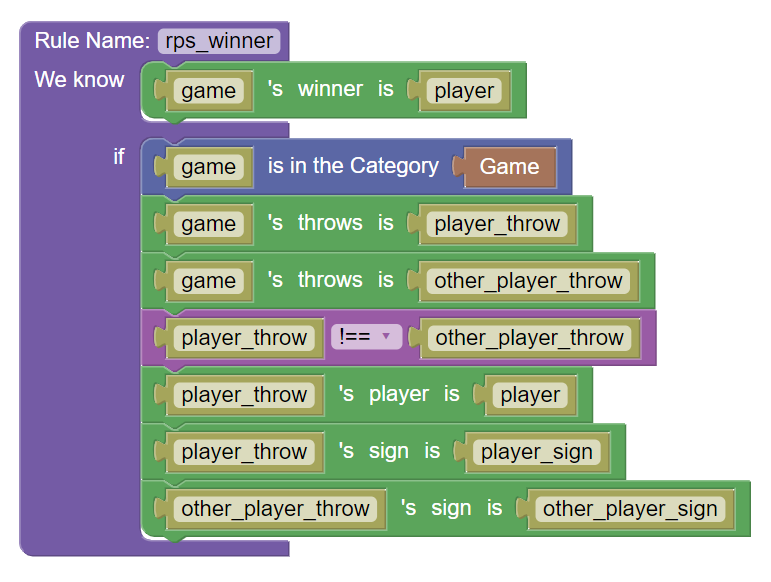 Rule Name: rps_winner
We know game 's winner is player
if game is in the Category Game
game 's throws is player_throw
game 's throws is other_player_throw
player_throw !== other_player_throw
player_throw 's player is player
player_throw 's sign is player_sign
other_player_throw 's sign is other_player_sign